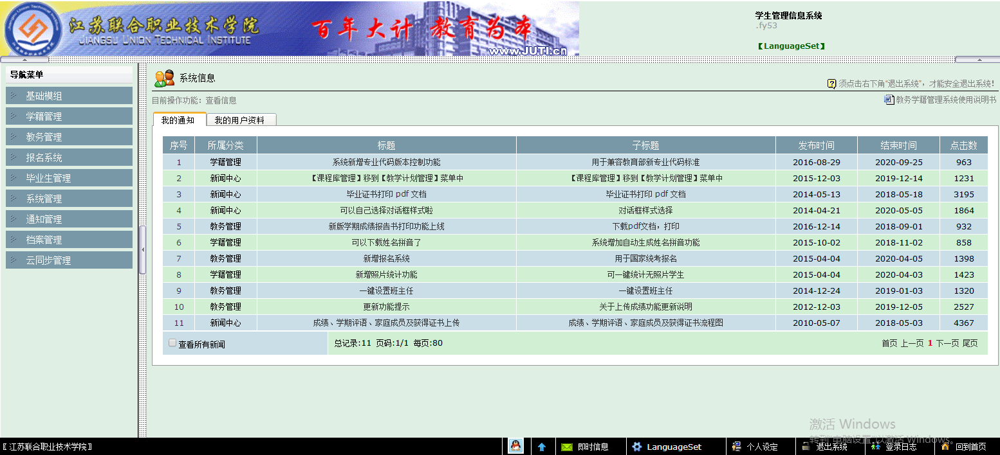 江苏联合职业技术学院
JIANGSU UNION TECHNICAL INSTITUTE
百年大计 教育为本
www.JUTI.cn
学生管理信息系统
.fy53
【LanguageSet】
导航菜单
基础模组
学籍管理
教务管理
报名系统
毕业生管理
系统管理
通知管理
档案管理
云同步管理
系统信息
须点击右下角"退出系统"，才能安全退出系统!
目前操作功能：查看信息
教务学籍管理系统使用说明书
我的通知 我的用户资料
序号 所属分类 标题 子标题 发布时间 结束时间 点击数
1 学籍管理 系统新增专业代码版本控制功能 用于兼容教育部新专业代码标准 2016-08-29 2020-09-25 963
2 新闻中心 【课程库管理】移到【教学计划管理】菜单中 【课程库管理】移到【教学计划管理】菜单中 2015-12-03 2019-12-14 1231
3 新闻中心 毕业证书打印 pdf 文档 毕业证书打印 pdf 文档 2014-05-13 2018-05-18 3195
4 新闻中心 可以自己选择对话框样式啦 对话框样式选择 2014-04-21 2020-05-05 1864
5 教务管理 新版学期成绩报告书打印功能上线 下载pdf文档，打印 2016-12-14 2018-09-01 932
6 学籍管理 可以下载姓名拼音了 系统增加自动生成姓名拼音功能 2015-10-02 2018-11-02 858
7 教务管理 新增报名系统 用于国家统考报名 2015-04-04 2020-04-05 1398
8 学籍管理 新增照片统计功能 可一键统计无照片学生 2015-04-04 2020-04-03 1423
9 教务管理 一键设置班主任 一键设置班主任 2014-12-24 2019-01-03 1320
10 教务管理 更新功能提示 关于上传成绩功能更新说明 2012-12-03 2019-12-05 2527
11 新闻中心 成绩、学期评语、家庭成员及获得证书上传 成绩、学期评语、家庭成员及获得证书流程图 2010-05-07 2018-05-03 4367
查看所有新闻 总记录:11 页码:1/1 每页:80 首页 上一页 1 下一页 尾页
激活 Windows
转到"电脑设置"以激活 Windows。
〖江苏联合职业技术学院〗 即时信息 LanguageSet 个人设定 退出系统 登录日志 回到首页